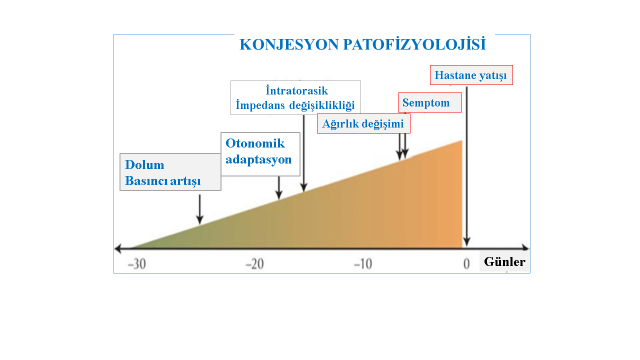 KONJESYON PATOFİZYOLOJİSİ
Hastane yatışı
İntratorasik
İmpedans değişiklikliği
Semptom
Ağırlık değişimi
Otonomik
adaptasyon
Dolum
Basıncı artışı
–30
–20
–10
0
Günler